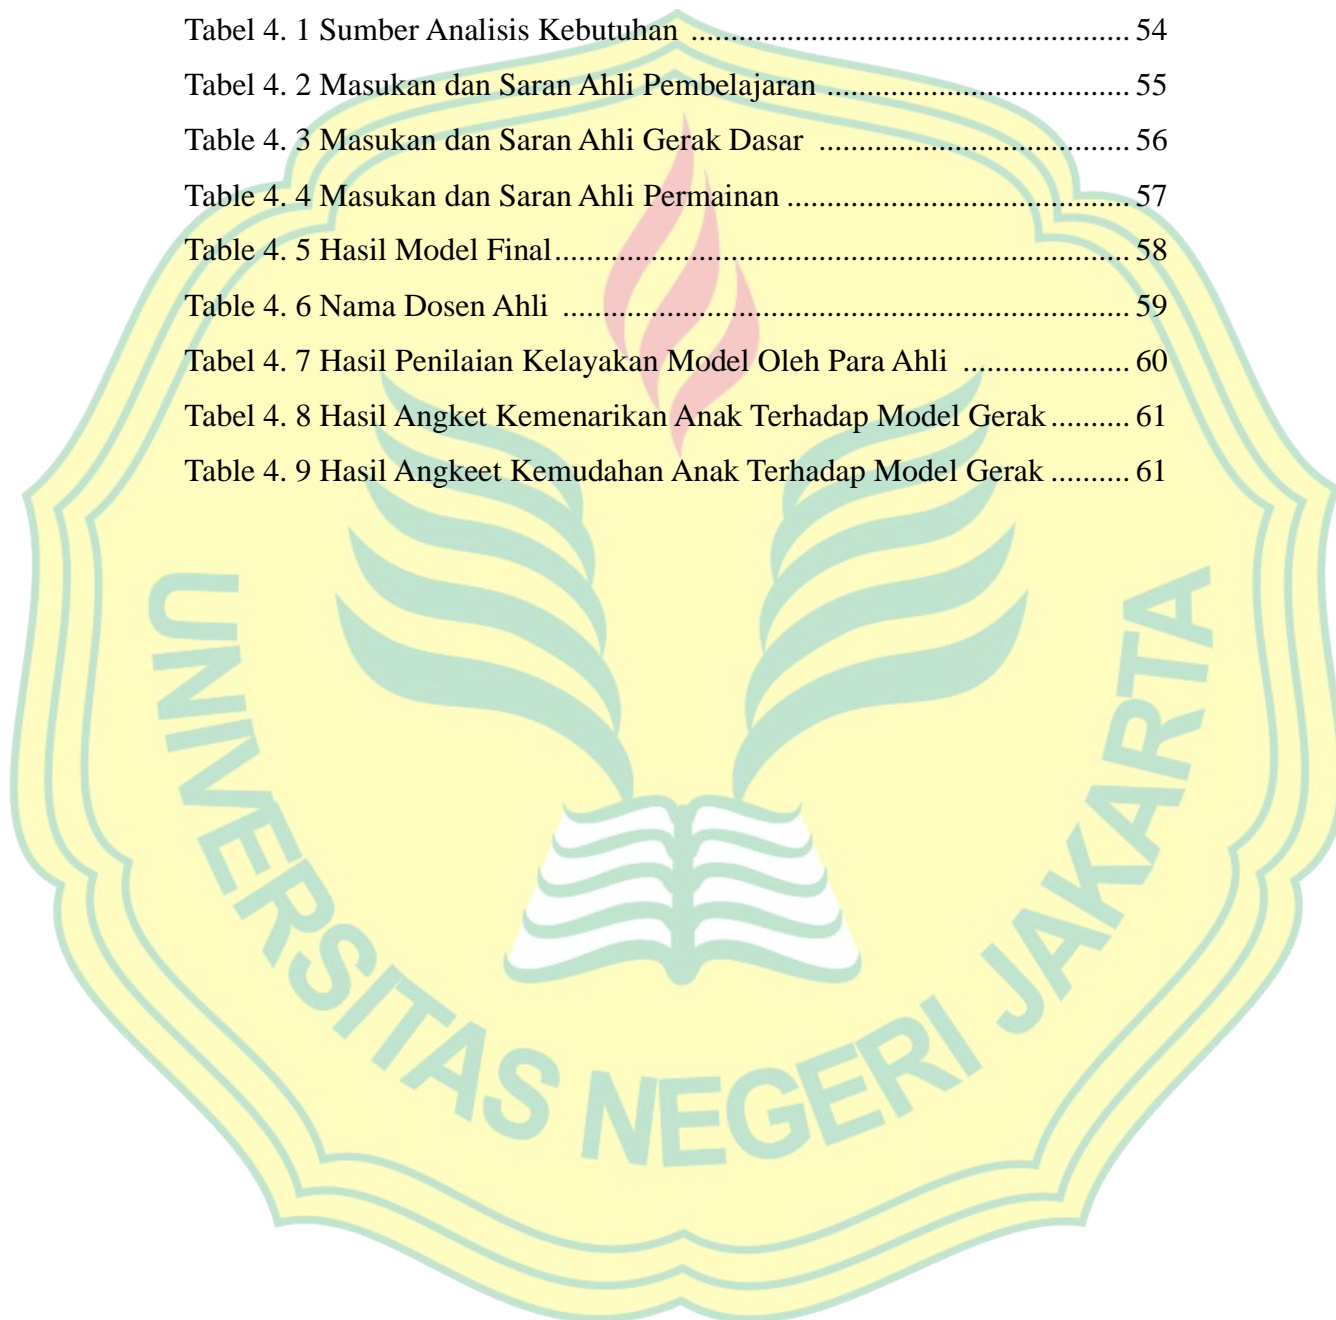 Tabel 4. 1 Sumber Analisis Kebutuhan ....................................................... 54
Tabel 4. 2 Masukan dan Saran Ahli Pembelajaran ...................................... 55
Table 4. 3 Masukan dan Saran Ahli Gerak Dasar ....................................... 56
Table 4. 4 Masukan dan Saran Ahli Permainan ........................................... 57
Table 4. 5 Hasil Model Final........................................................................ 58
Table 4. 6 Nama Dosen Ahli ....................................................................... 59
Tabel 4. 7 Hasil Penilaian Kelayakan Model Oleh Para Ahli ..................... 60
Tabel 4. 8 Hasil Angket Kemenarikan Anak Terhadap Model Gerak .......... 61
Table 4. 9 Hasil Angkeet Kemudahan Anak Terhadap Model Gerak .......... 61
UNIVERSITAS NEGERI JAKARTA